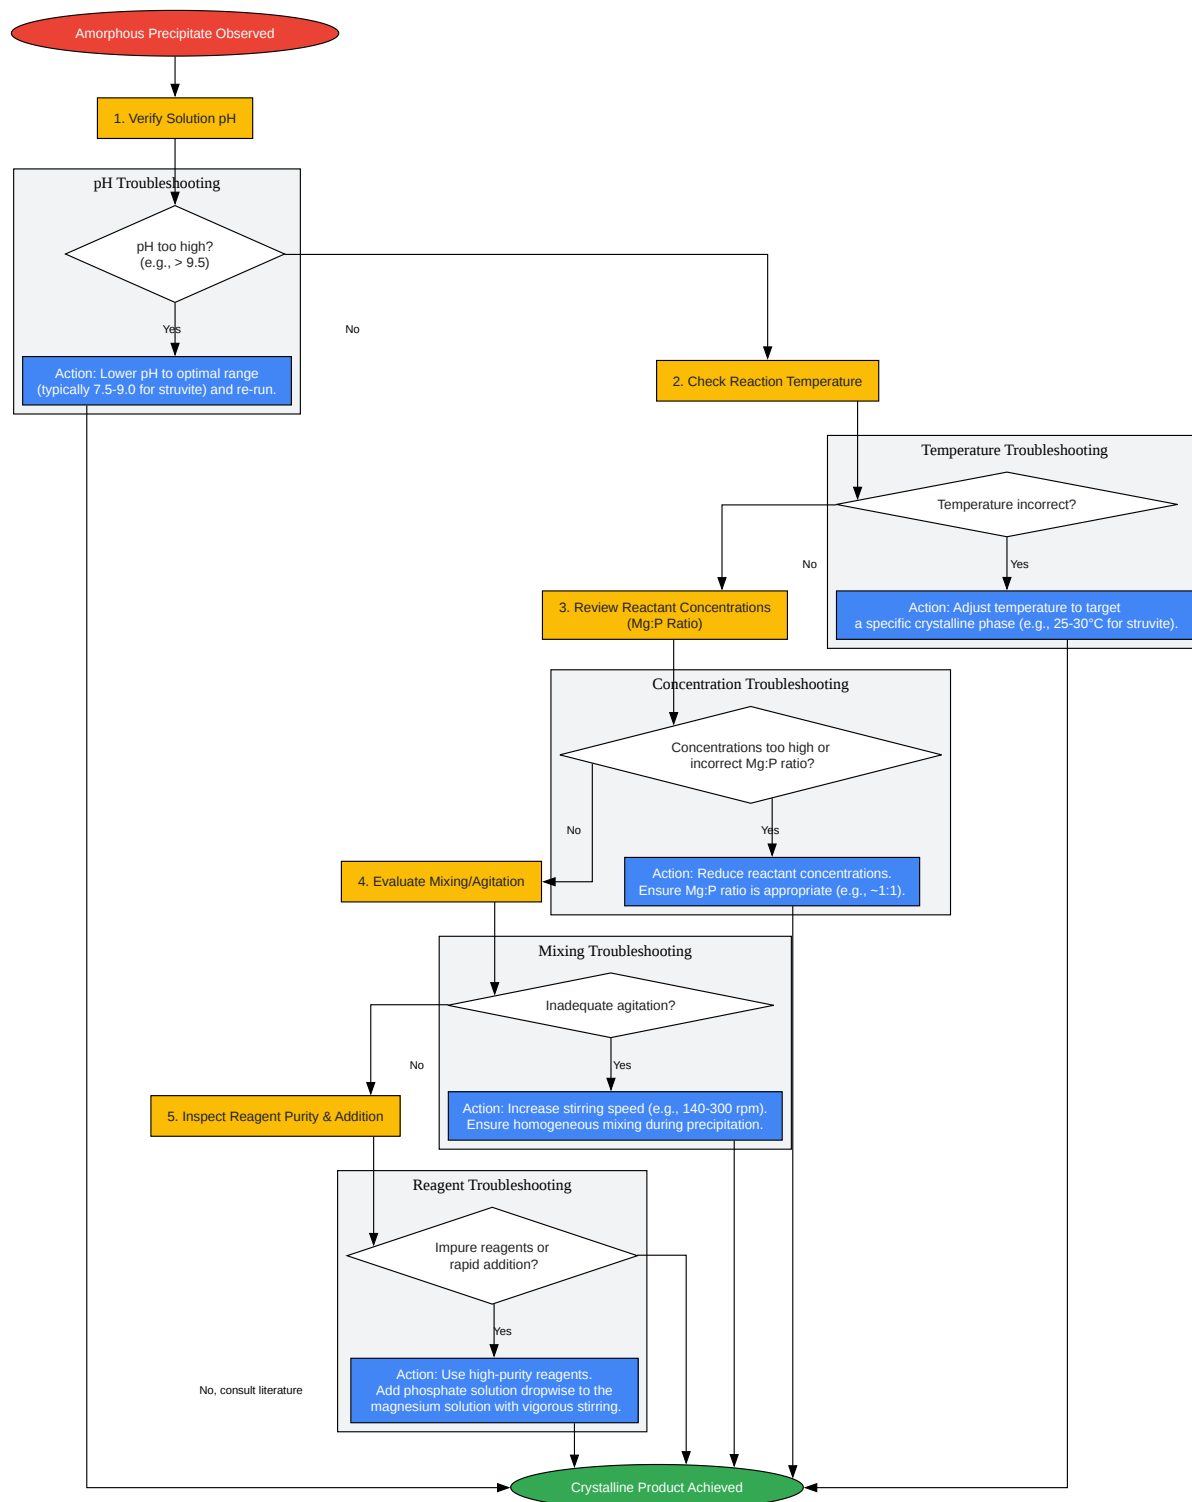 Amorphous Precipitate Observed
1. Verify Solution pH
pH Troubleshooting
pH too high?
(e.g., > 9.5)
Yes
No
Action: Lower pH to optimal range
(typically 7.5-9.0 for struvite) and re-run.
2. Check Reaction Temperature
Temperature Troubleshooting
Temperature incorrect?
No
Yes
Action: Adjust temperature to target
a specific crystalline phase (e.g., 25-30°C for struvite).
3. Review Reactant Concentrations
(Mg:P Ratio)
Concentration Troubleshooting
Concentrations too high or
incorrect Mg:P ratio?
No
Yes
Action: Reduce reactant concentrations.
Ensure Mg:P ratio is appropriate (e.g., ~1:1).
4. Evaluate Mixing/Agitation
Mixing Troubleshooting
Inadequate agitation?
No
Yes
Action: Increase stirring speed (e.g., 140-300 rpm).
Ensure homogeneous mixing during precipitation.
5. Inspect Reagent Purity & Addition
Reagent Troubleshooting
Impure reagents or
rapid addition?
Yes
No, consult literature
Action: Use high-purity reagents.
Add phosphate solution dropwise to the
magnesium solution with vigorous stirring.
Crystalline Product Achieved